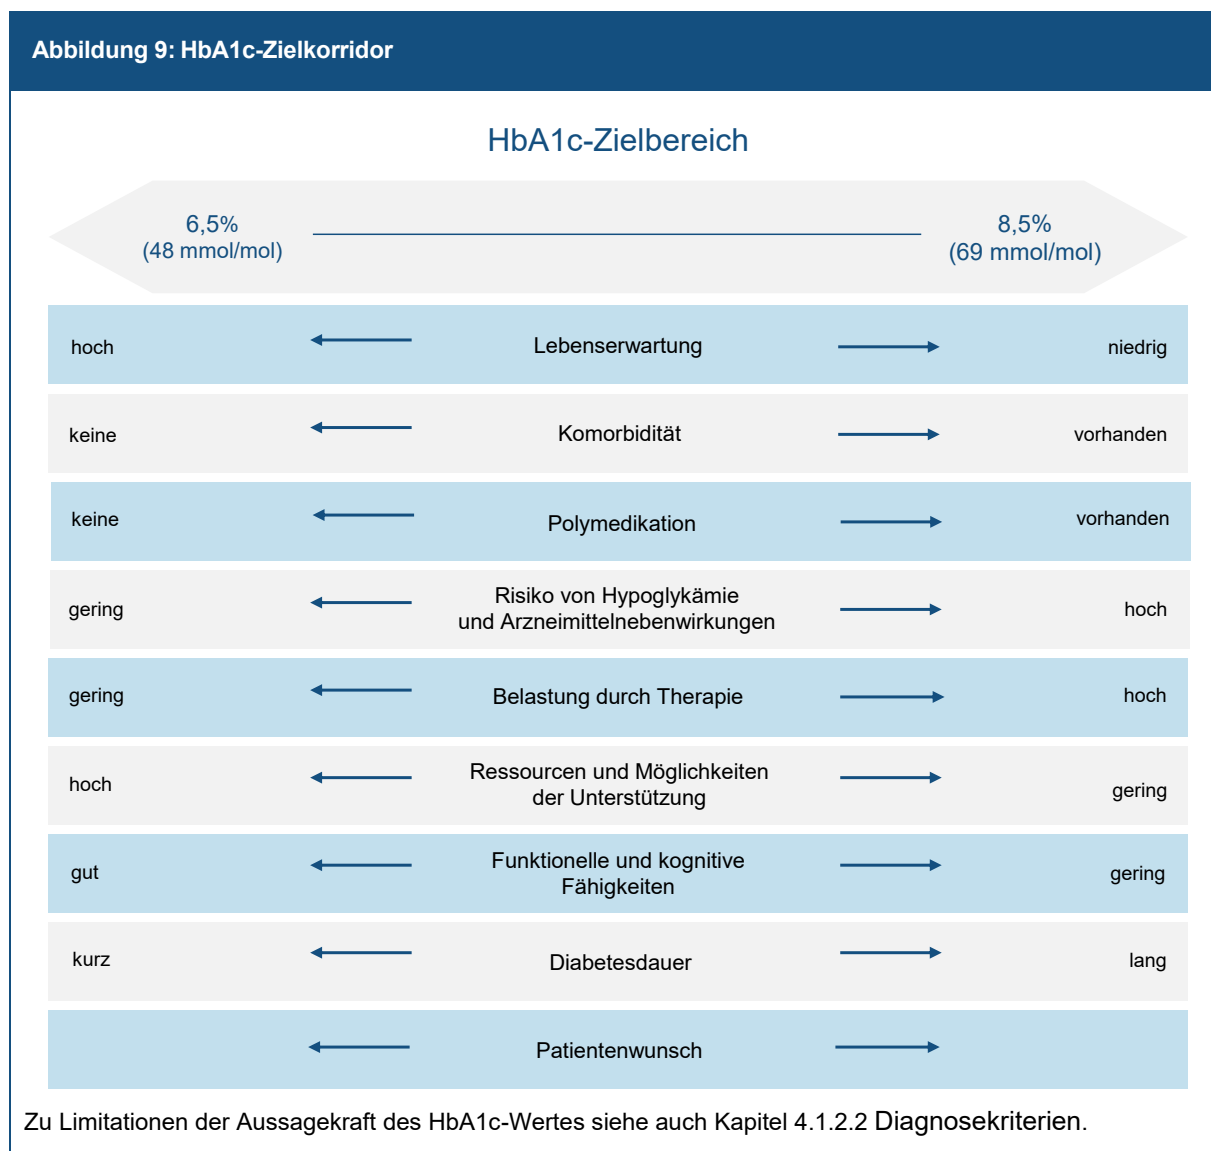 Abbildung 9: HbA1c-Zielkorridor
HbA1c-Zielbereich
6,5%
(48 mmol/mol)
8,5%
(69 mmol/mol)
hoch
Lebenserwartung
niedrig
keine
Komorbidität
vorhanden
keine
Polymedikation
vorhanden
gering
Risiko von Hypoglykämie
und Arzneimittelnebenwirkungen
hoch
gering
Belastung durch Therapie
hoch
hoch
Ressourcen und Möglichkeiten
der Unterstützung
gering
gut
Funktionelle und kognitive
Fähigkeiten
gering
kurz
Diabetesdauer
lang
Patientenwunsch
Zu Limitationen der Aussagekraft des HbA1c-Wertes siehe auch Kapitel 4.1.2.2 Diagnosekriterien.